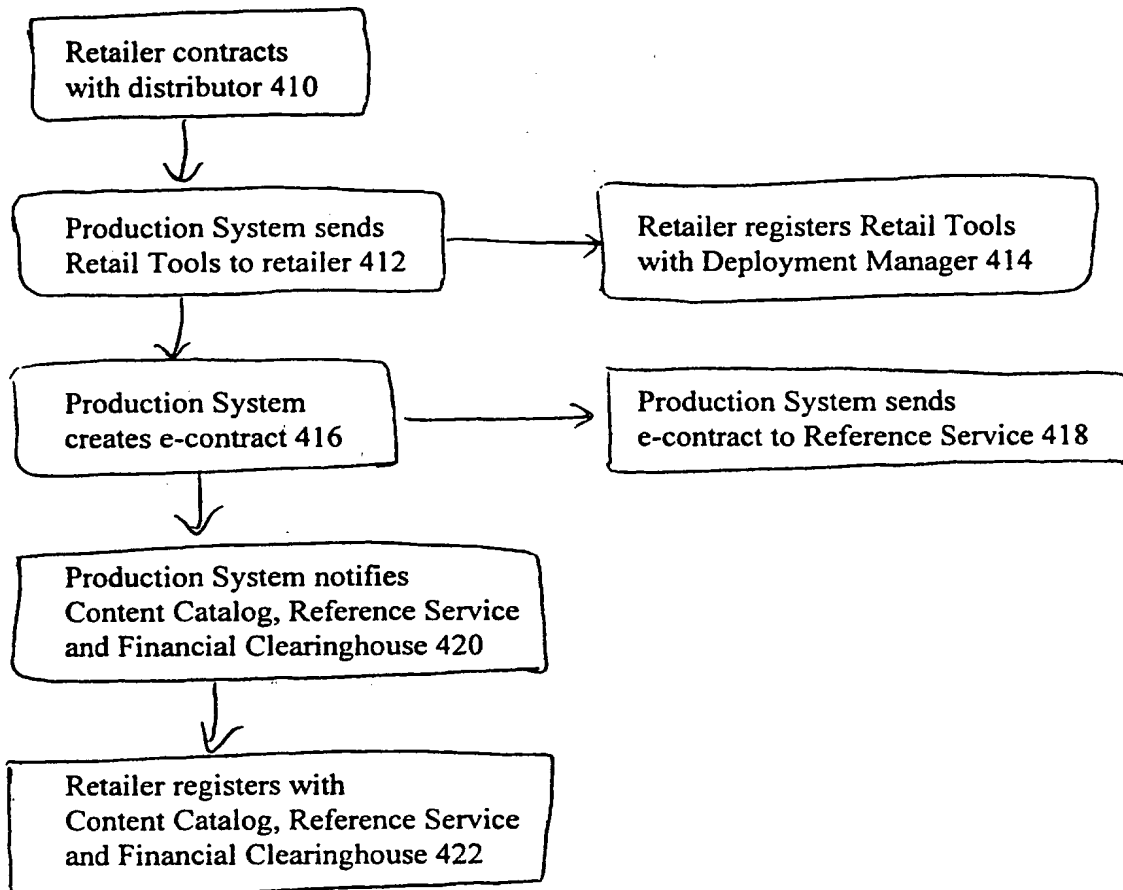 Retailer contracts
with distributor 410
Production System sends
Retail Tools to retailer 412
Retailer registers Retail Tools
with Deployment Manager 414
Production System
creates e-contract 416
Production System sends
e-contract to Reference Service 418
Production System notifies
Content Catalog, Reference Service
and Financial Clearinghouse 420
Retailer registers with
Content Catalog, Reference Service
and Financial Clearinghouse 422